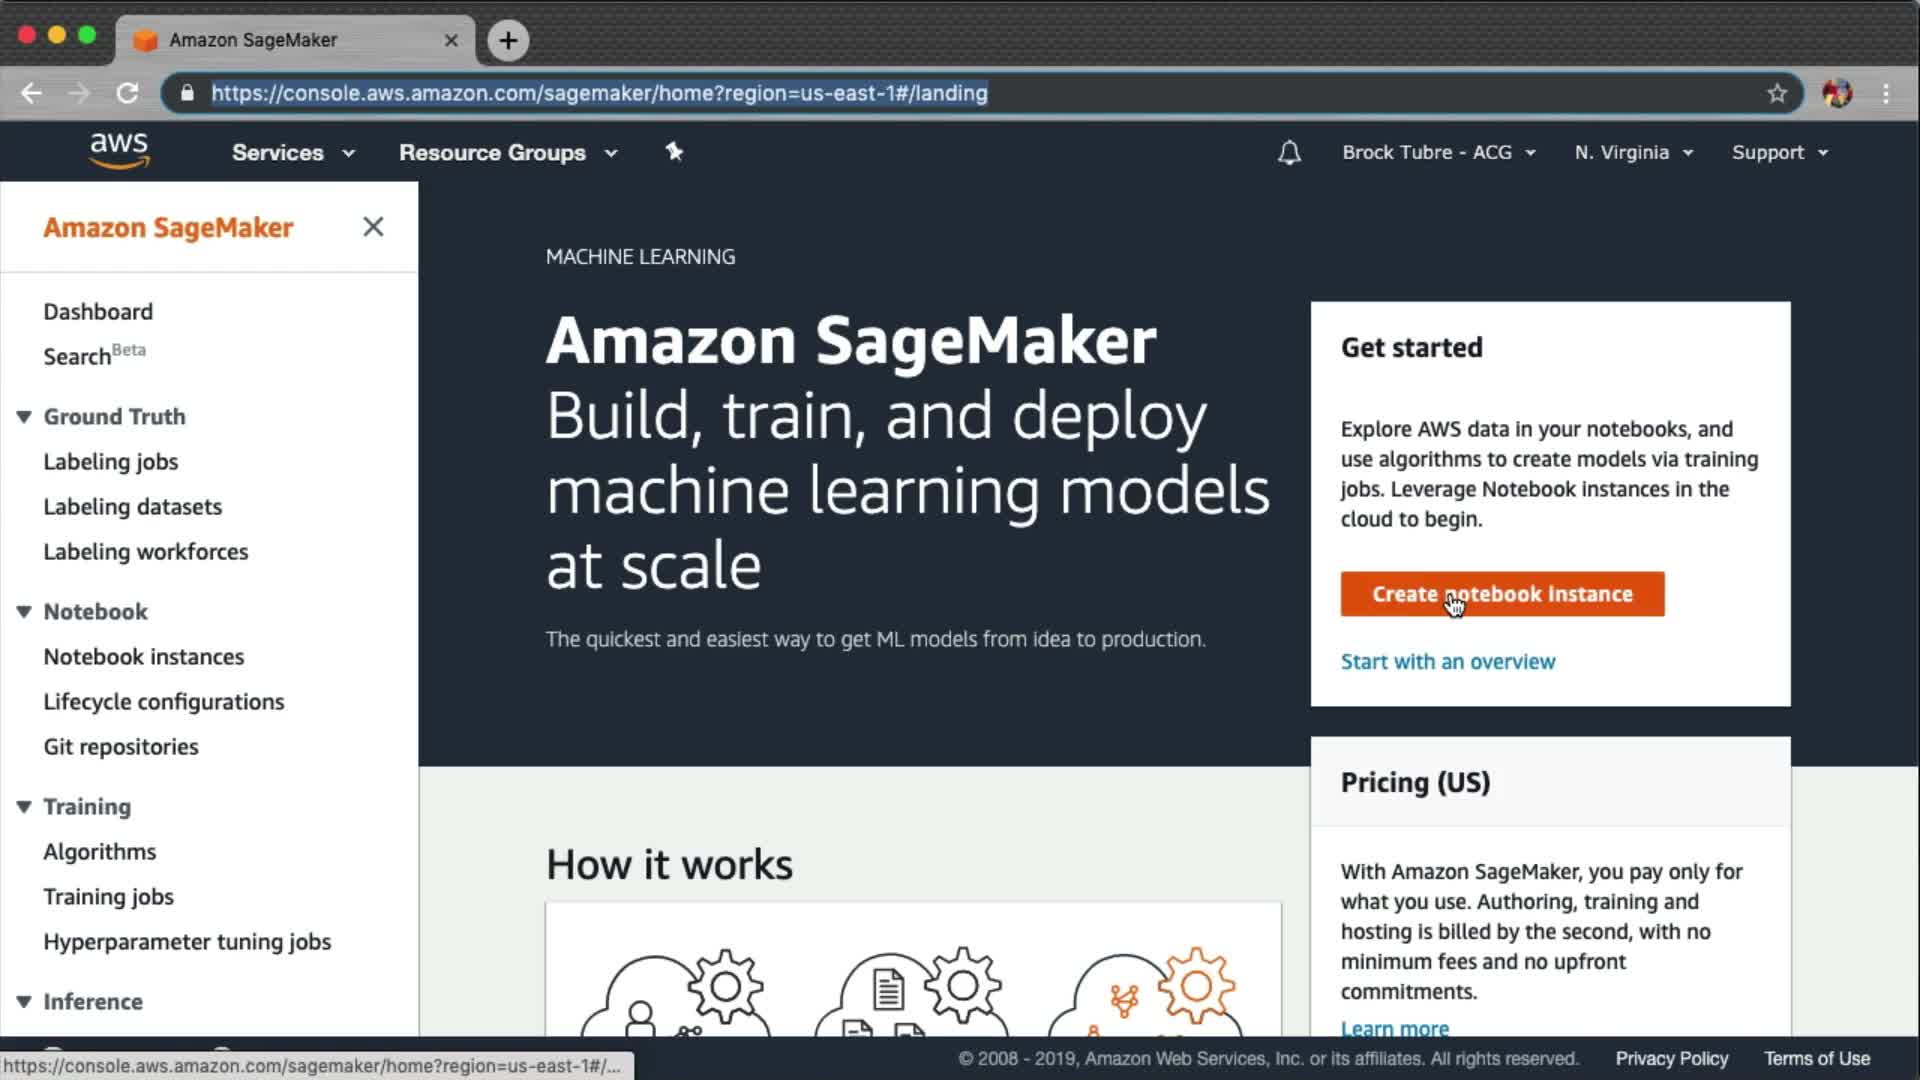 Amazon SageMaker
https://console.aws.amazon.com/sagemaker/home?region=us-east-1#/landing
aws
Services
Resource Groups
Brock Tubre - ACG
N. Virginia
Support
Amazon SageMaker
Dashboard
Search Beta
Ground Truth
Labeling jobs
Labeling datasets
Labeling workforces
Notebook
Notebook instances
Lifecycle configurations
Git repositories
Training
Algorithms
Training jobs
Hyperparameter tuning jobs
Inference
MACHINE LEARNING
Amazon SageMaker
Build, train, and deploy
machine learning models
at scale
The quickest and easiest way to get ML models from idea to production.
Get started
Explore AWS data in your notebooks, and
use algorithms to create models via training
jobs. Leverage Notebook instances in the
cloud to begin.
Create notebook instance
Start with an overview
How it works
Pricing (US)
With Amazon SageMaker, you pay only for
what you use. Authoring, training and
hosting is billed by the second, with no
minimum fees and no upfront
commitments.
Learn more
https://console.aws.amazon.com/sagemaker/home?region=us-east-1#/...
© 2008 - 2019, Amazon Web Services, Inc. or its affiliates. All rights reserved.
Privacy Policy
Terms of Use